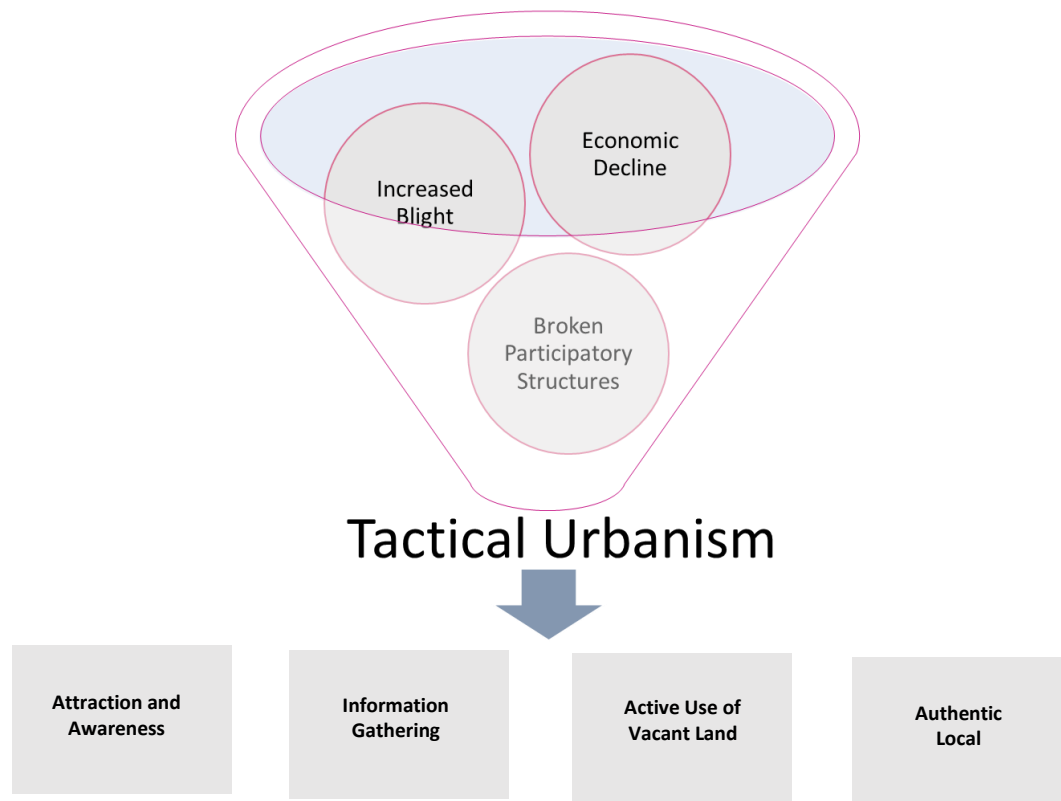 Economic
Decline
Increased
Blight
Broken
Participatory
Structures
Tactical Urbanism
Attraction and
Awareness
Information
Gathering
Active Use of
Vacant Land
Authentic
Local